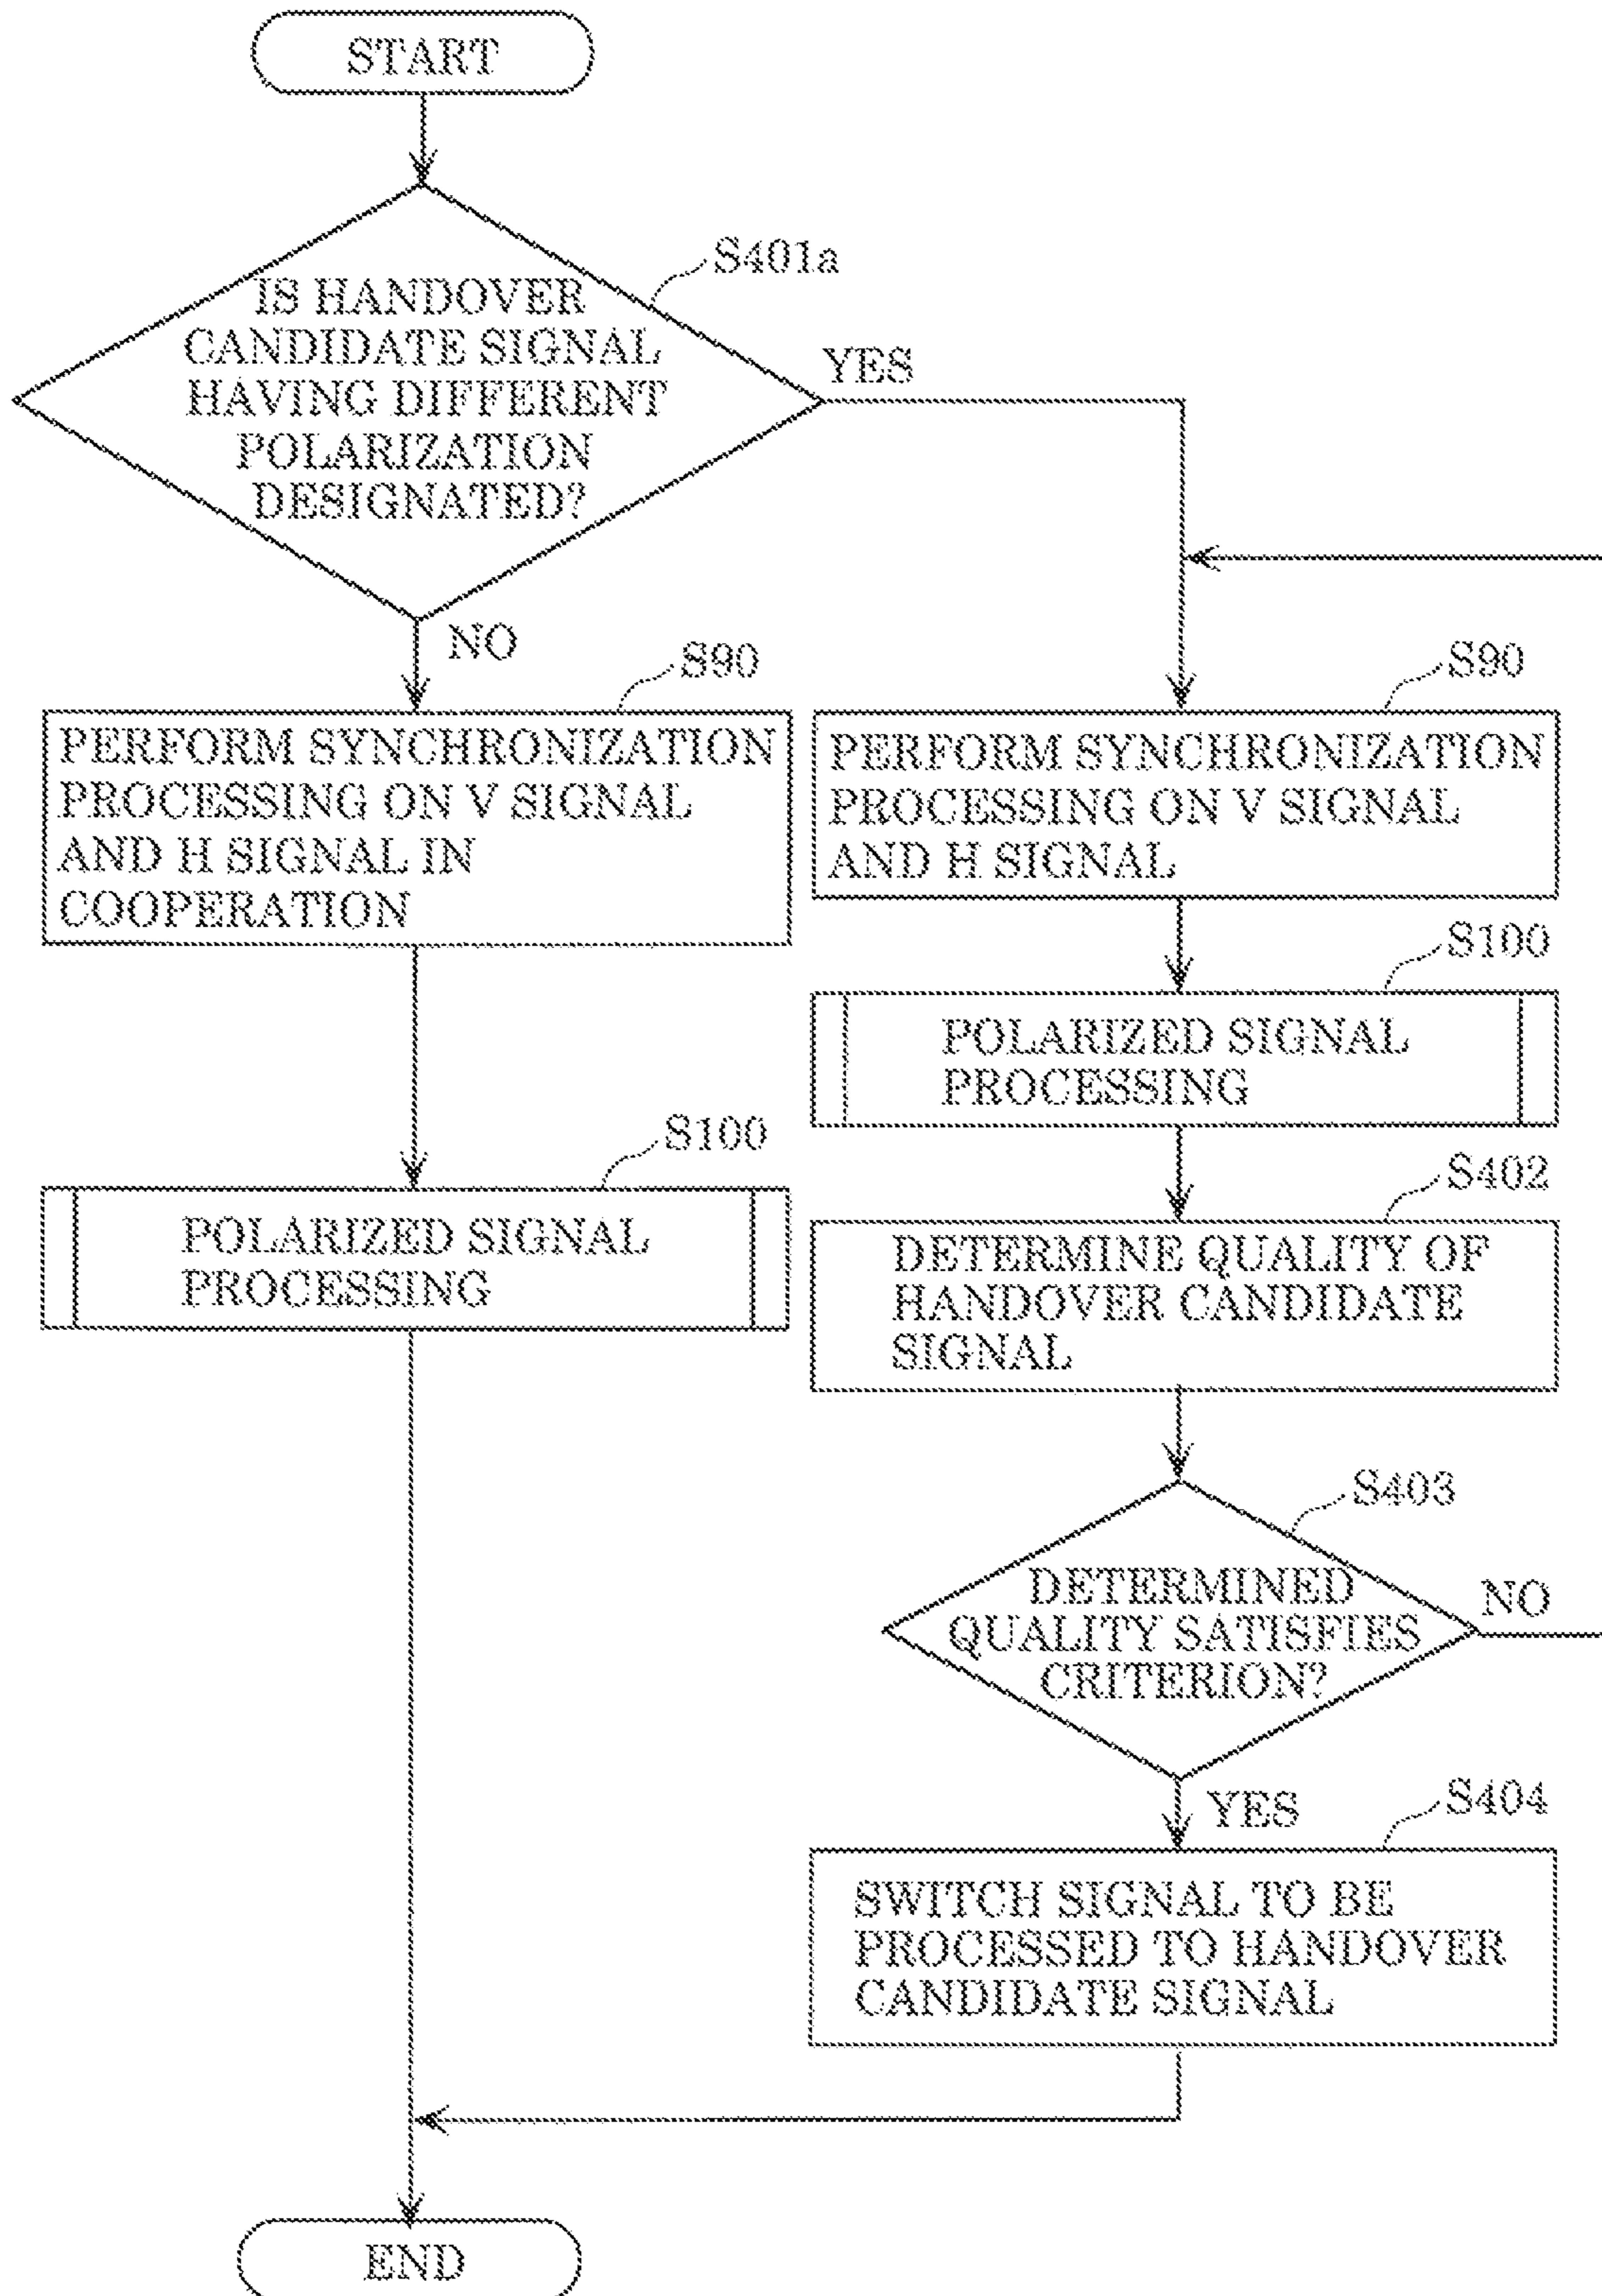 START
S401a
IS HANDOVER
CANDIDATE SIGNAL
HAVING DIFFERENT
POLARIZATION
DESIGNATED?
YES
NO
S90
PERFORM SYNCHRONIZATION
PROCESSING ON V SIGNAL
AND H SIGNAL IN
COOPERATION
S100
POLARIZED SIGNAL
PROCESSING
S90
PERFORM SYNCHRONIZATION
PROCESSING ON V SIGNAL
AND H SIGNAL
S100
POLARIZED SIGNAL
PROCESSING
S402
DETERMINE QUALITY OF
HANDOVER CANDIDATE
SIGNAL
S403
DETERMINED
QUALITY SATISFIES
CRITERION?
NO
YES
S404
SWITCH SIGNAL TO BE
PROCESSED TO HANDOVER
CANDIDATE SIGNAL
END